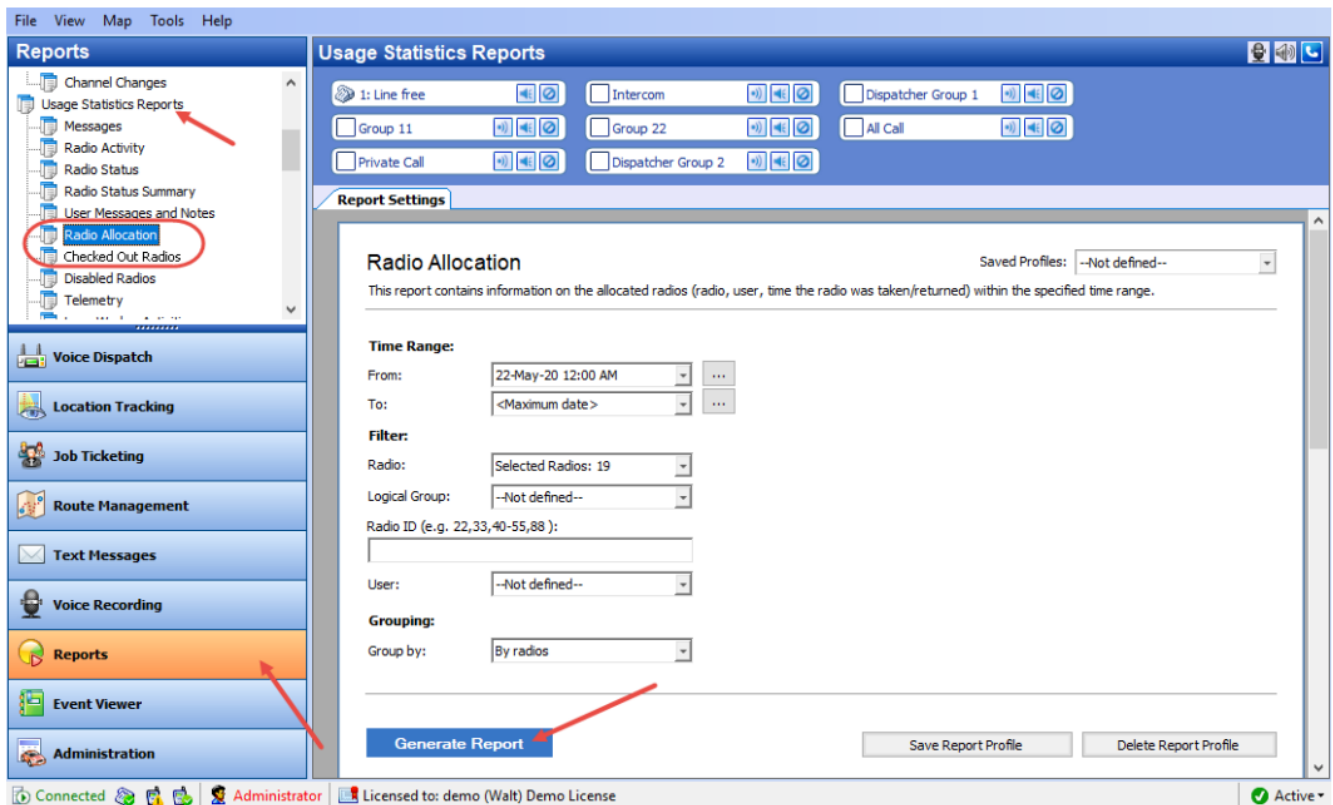 File View Map Tools Help
Reports
Usage Statistics Reports
Channel Changes
Usage Statistics Reports
Messages
Radio Activity
Radio Status
Radio Status Summary
User Messages and Notes
Radio Allocation
Checked Out Radios
Disabled Radios
Telemetry
Voice Dispatch
Location Tracking
Job Ticketing
Route Management
Text Messages
Voice Recording
Reports
Event Viewer
Administration
1: Line free Intercom Dispatcher Group 1
Group 11 Group 22 All Call
Private Call Dispatcher Group 2
Report Settings
Radio Allocation
Saved Profiles: --Not defined--
This report contains information on the allocated radios (radio, user, time the radio was taken/returned) within the specified time range.
Time Range:
From: 22-May-20 12:00 AM ...
To: <Maximum date> ...
Filter:
Radio: Selected Radios: 19
Logical Group: --Not defined--
Radio ID (e.g. 22,33,40-55,88 ):
User: --Not defined--
Grouping:
Group by: By radios
Generate Report Save Report Profile Delete Report Profile
Connected Administrator Licensed to: demo (Walt) Demo License Active